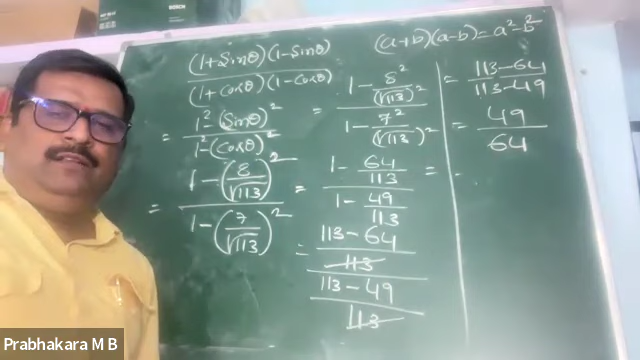 BOSCH
(a+b)(a-b)=a²-b²
(1+Sinθ)(1-Sinθ)
(1+cosθ)(1-cosθ)
= 1²-(Sinθ)²
1²-(cosθ)²
= 1-(8/√113)²
1-(7/√113)²
= 1-8²/(√113)²
1-7²/(√113)²
= 1-64/113 =
1-49/113
= 113-64
113
113-49
113
= 113-64
113-49
= 49
64
Prabhakara M B